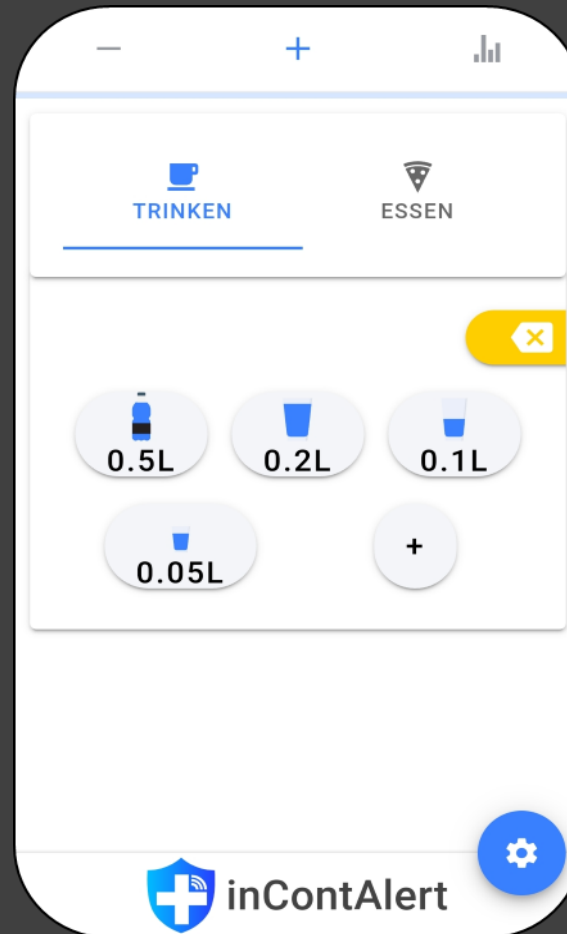 TRINKEN
ESSEN
0.5L
0.2L
0.1L
0.05L
+
inContAlert